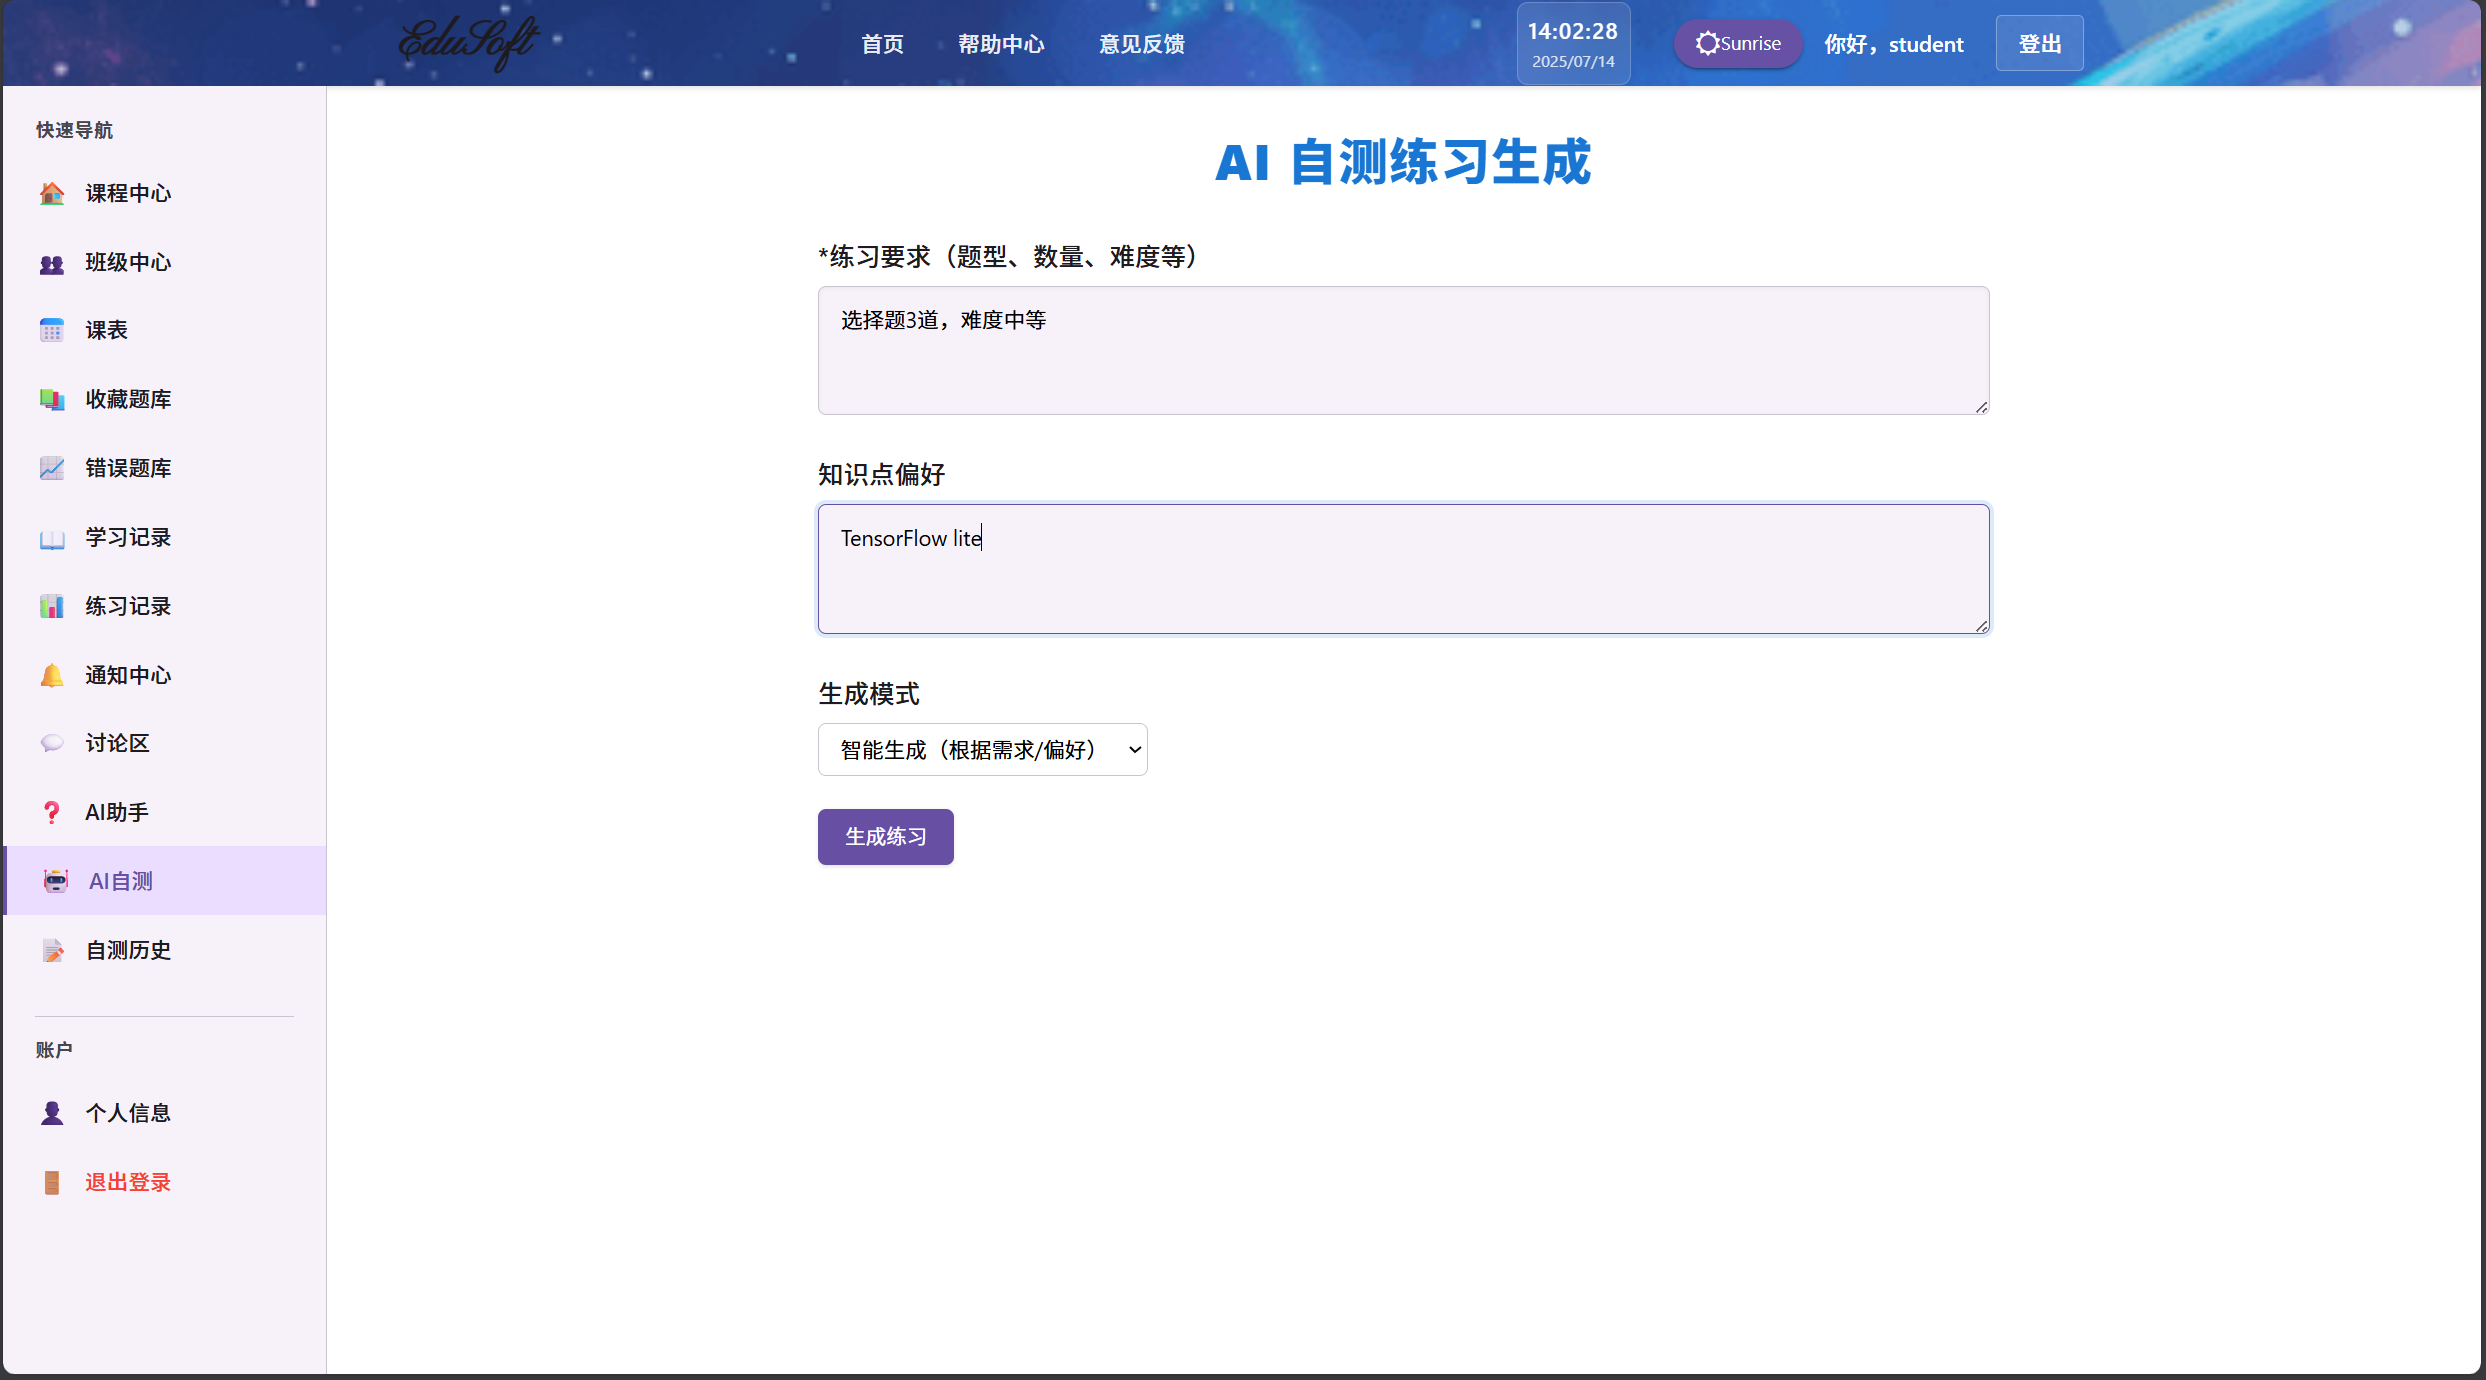 EduSoft
首页
帮助中心
意见反馈
14:02:28
2025/07/14
Sunrise
你好，student
登出
快速导航
课程中心
班级中心
课表
收藏题库
错误题库
学习记录
练习记录
通知中心
讨论区
AI助手
AI自测
自测历史
账户
个人信息
退出登录
AI 自测练习生成
*练习要求（题型、数量、难度等）
选择题3道，难度中等
知识点偏好
TensorFlow lite
生成模式
智能生成（根据需求/偏好）
生成练习